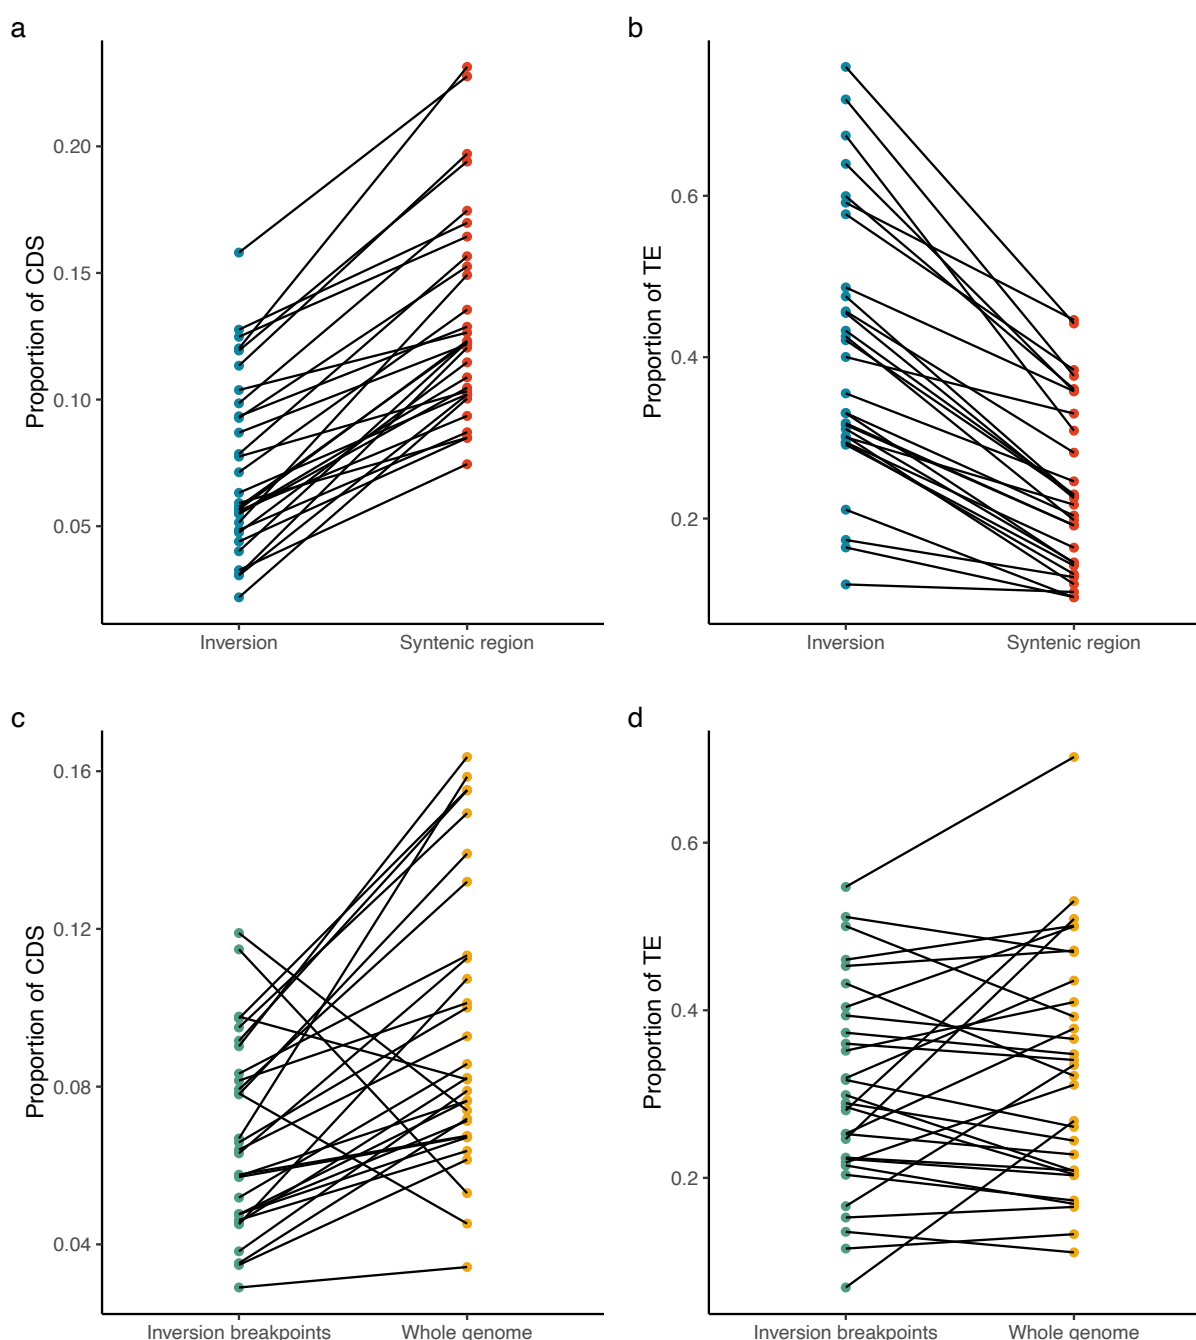 a
Proportion of CDS
0.20
0.15
0.10
0.05
Inversion
Syntenic region
b
Proportion of TE
0.6
0.4
0.2
Inversion
Syntenic region
c
Proportion of CDS
0.16
0.12
0.08
0.04
Inversion breakpoints
Whole genome
d
Proportion of TE
0.6
0.4
0.2
Inversion breakpoints
Whole genome